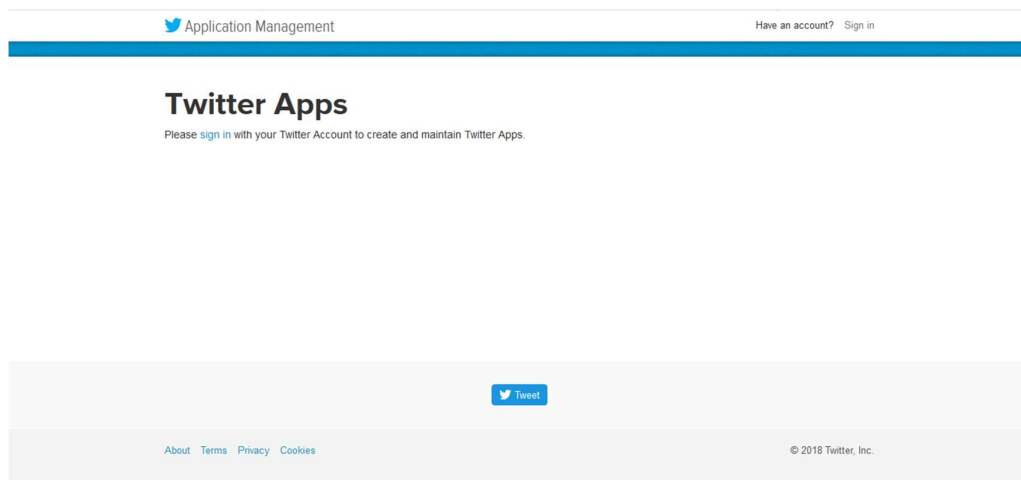 Application Management
Have an account? Sign in
Twitter Apps
Please sign in with your Twitter Account to create and maintain Twitter Apps.
Tweet
About Terms Privacy Cookies
© 2018 Twitter, Inc.